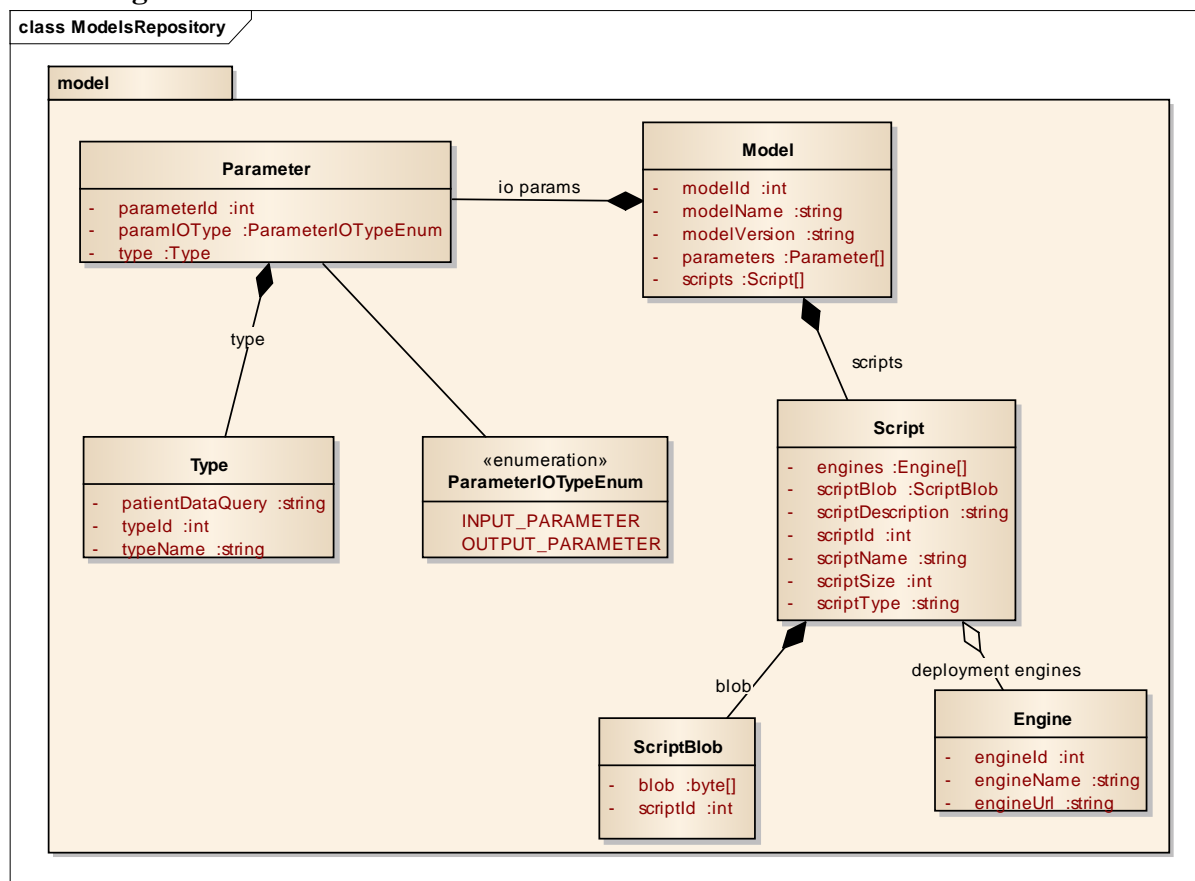 class ModelsRepository
model
Parameter
- parameterId :int
- paramIOType :ParameterIOTypeEnum
- type :Type
io params
Model
- modelId :int
- modelName :string
- modelVersion :string
- parameters :Parameter[]
- scripts :Script[]
type
scripts
Type
- patientDataQuery :string
- typeId :int
- typeName :string
«enumeration»
ParameterIOTypeEnum
INPUT_PARAMETER
OUTPUT_PARAMETER
Script
- engines :Engine[]
- scriptBlob :ScriptBlob
- scriptDescription :string
- scriptId :int
- scriptName :string
- scriptSize :int
- scriptType :string
blob
deployment engines
ScriptBlob
- blob :byte[]
- scriptId :int
Engine
- engineId :int
- engineName :string
- engineUrl :string